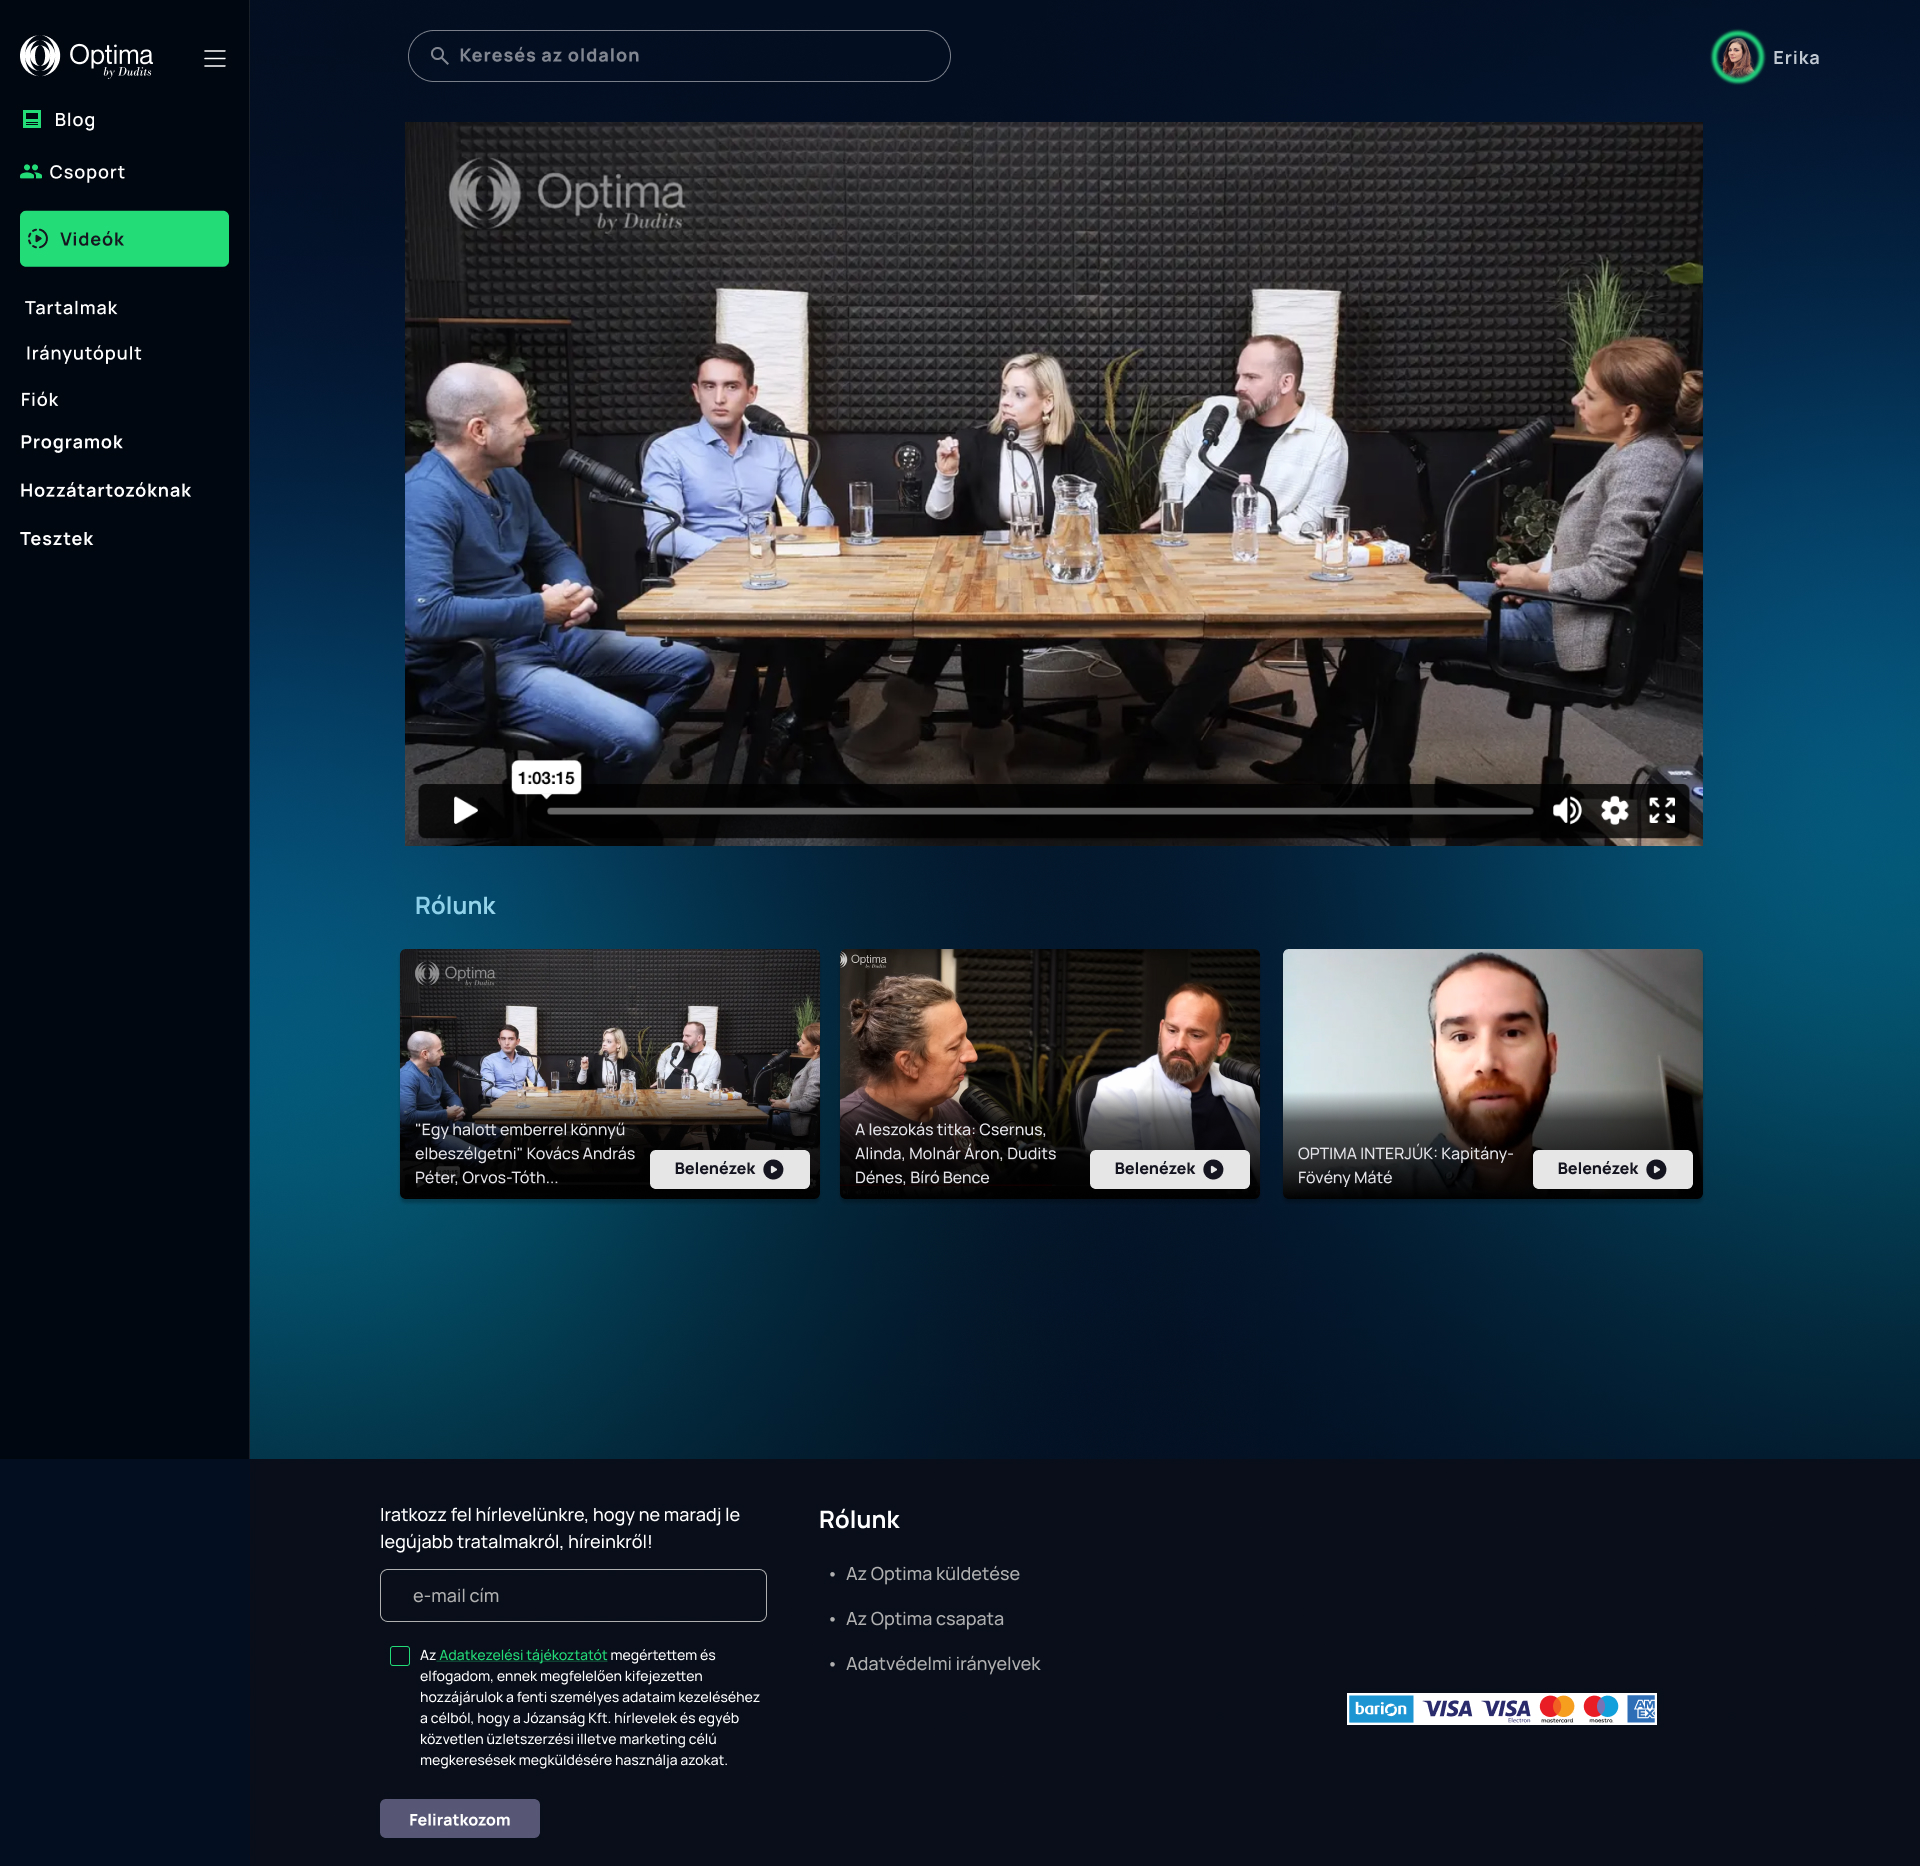 Optima
by Dudits
Keresés az oldalon
Erika
Blog
Csoport
Videók
Tartalmak
Irányutópult
Fiók
Programok
Hozzátartozóknak
Tesztek
Optima
by Dudits
1:03:15
Rólunk
Optima
by Dudits
"Egy halott emberrel könnyű
elbeszélgetni" Kovács András
Péter, Orvos-Tóth...
Belenézek
Optima
by Dudits
A leszokás titka: Csernus,
Alinda, Molnár Áron, Dudits
Dénes, Bíró Bence
Belenézek
OPTIMA INTERJÚK: Kapitány-
Fövény Máté
Belenézek
Iratkozz fel hírlevelünkre, hogy ne maradj le
legújabb tratalmakról, híreinkről!
e-mail cím
Az Adatkezelési tájékoztatót megértettem és
elfogadom, ennek megfelelően kifejezetten
hozzájárulok a fenti személyes adataim kezeléséhez
a célból, hogy a Józanság Kft. hírlevelek és egyéb
közvetlen üzletszerzési illetve marketing célú
megkeresések megküldésére használja azokat.
Feliratkozom
Rólunk
• Az Optima küldetése
• Az Optima csapata
• Adatvédelmi irányelvek
barion VISA VISA Electron mastercard maestro AMEX